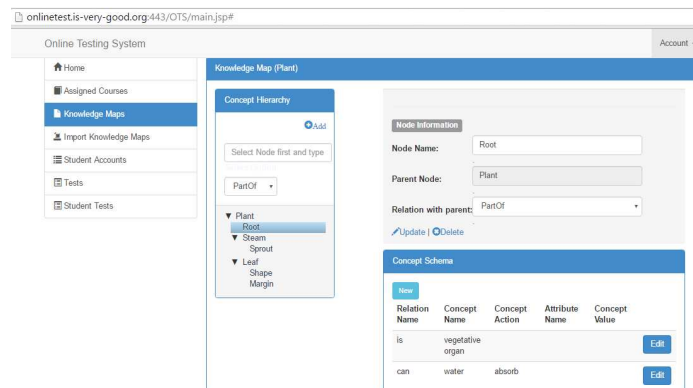 onlinetest.is-very-good.org:443/OTS/main.jsp#
Online Testing System
Account
Home
Assigned Courses
Knowledge Maps
Import Knowledge Maps
Student Accounts
Tests
Student Tests
Knowledge Map (Plant)
Concept Hierarchy
Add
Select Node first and type
PartOf
Plant
Root
Steam
Sprout
Leaf
Shape
Margin
Node Information
Node Name:
Root
Parent Node:
Plant
Relation with parent:
PartOf
Update | Delete
Concept Schema
New
Relation Name Concept Name Concept Action Attribute Name Concept Value
is vegetative organ Edit
can water absorb Edit